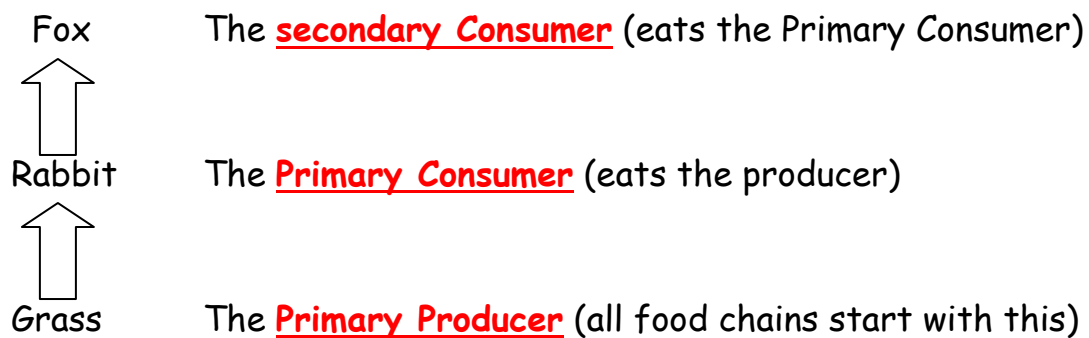 Fox The secondary Consumer (eats the Primary Consumer)
Rabbit The Primary Consumer (eats the producer)
Grass The Primary Producer (all food chains start with this)